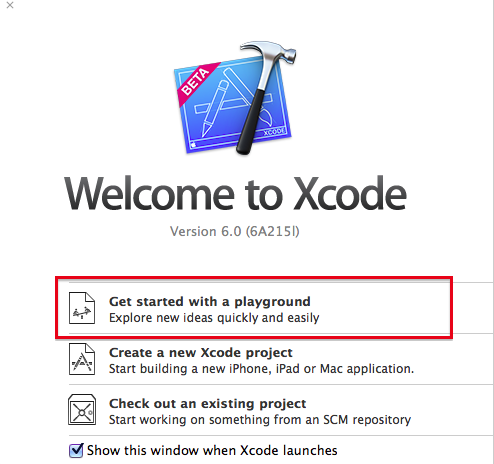 BETA
XCODE
Welcome to Xcode
Version 6.0 (6A215l)
Get started with a playground
Explore new ideas quickly and easily
Create a new Xcode project
Start building a new iPhone, iPad or Mac application.
Check out an existing project
Start working on something from an SCM repository
Show this window when Xcode launches